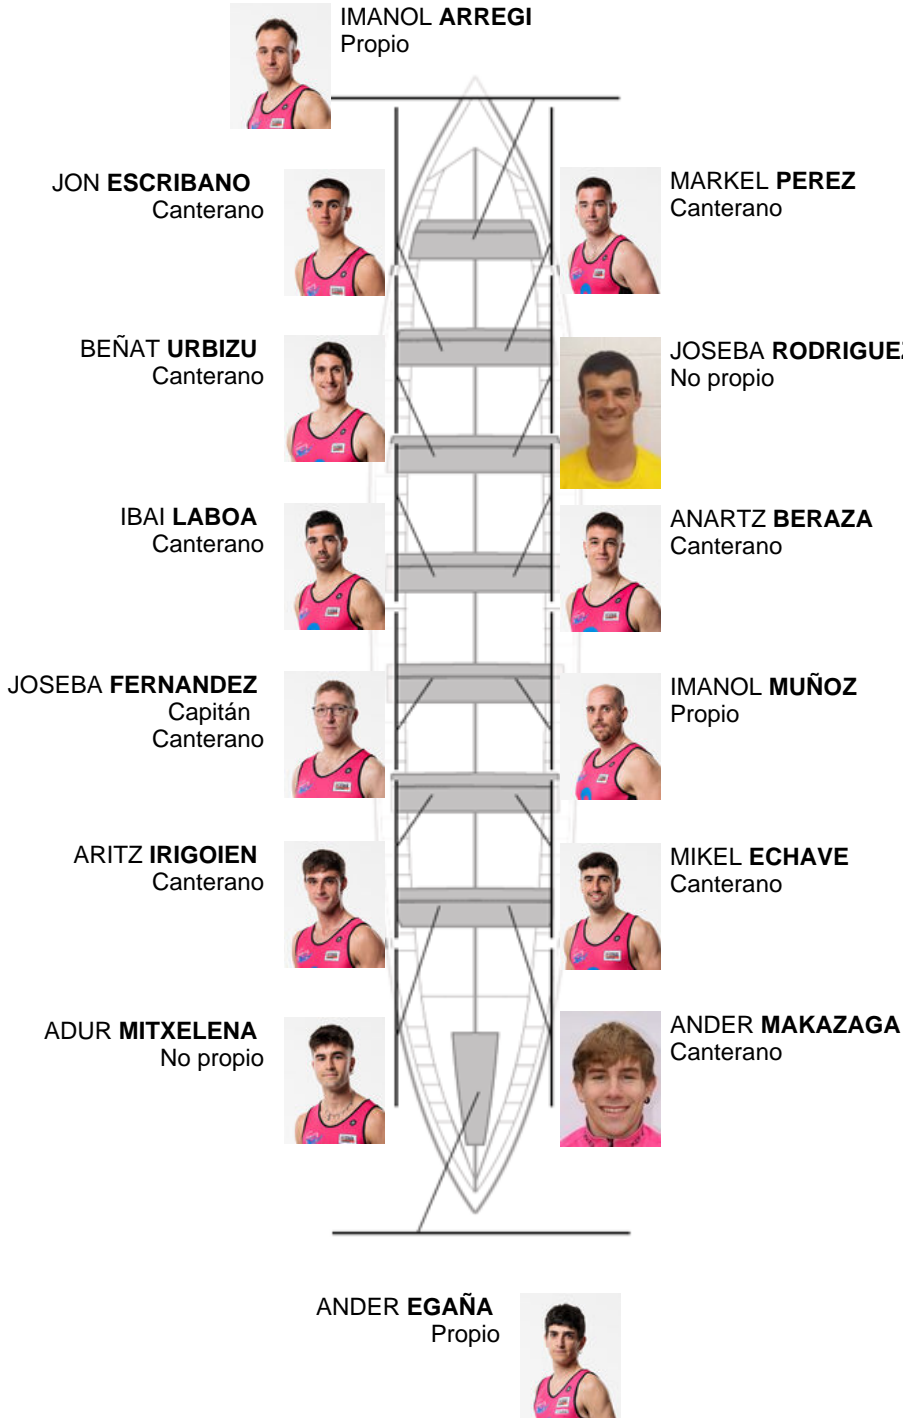 IMANOL ARREGI
Propio
JON ESCRIBANO
Canterano
MARKEL PEREZ
Canterano
BEÑAT URBIZU
Canterano
JOSEBA RODRIGUEZ
No propio
IBAI LABOA
Canterano
ANARTZ BERAZA
Canterano
JOSEBA FERNANDEZ
Capitán
Canterano
IMANOL MUÑOZ
Propio
ARITZ IRIGOIEN
Canterano
MIKEL ECHAVE
Canterano
ADUR MITXELENA
No propio
ANDER MAKAZAGA
Canterano
ANDER EGAÑA
Propio